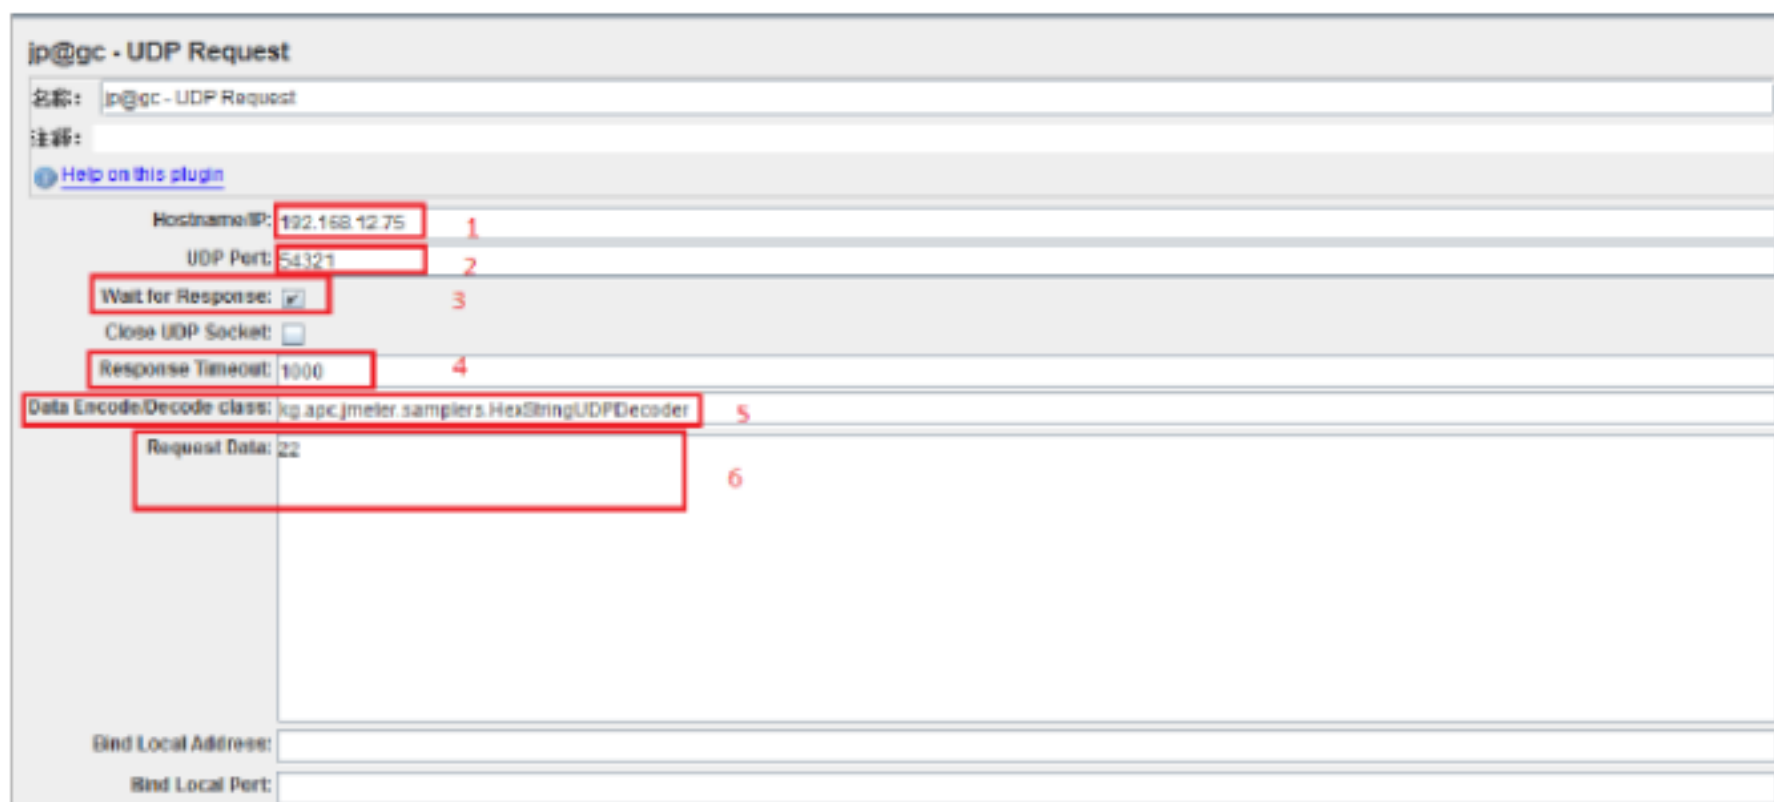 jp@gc - UDP Request
名称: jp@gc - UDP Request
注释:
Help on this plugin
Hostname/IP: 192.168.12.75 1
UDP Port: 54321 2
Wait for Response: 3
Close UDP Socket:
Response Timeout: 1000 4
Data Encode/Decode class: kg.apc.jmeter.samplers.HexStringUDPDecoder 5
Request Data: 22 6
Bind Local Address:
Bind Local Port: